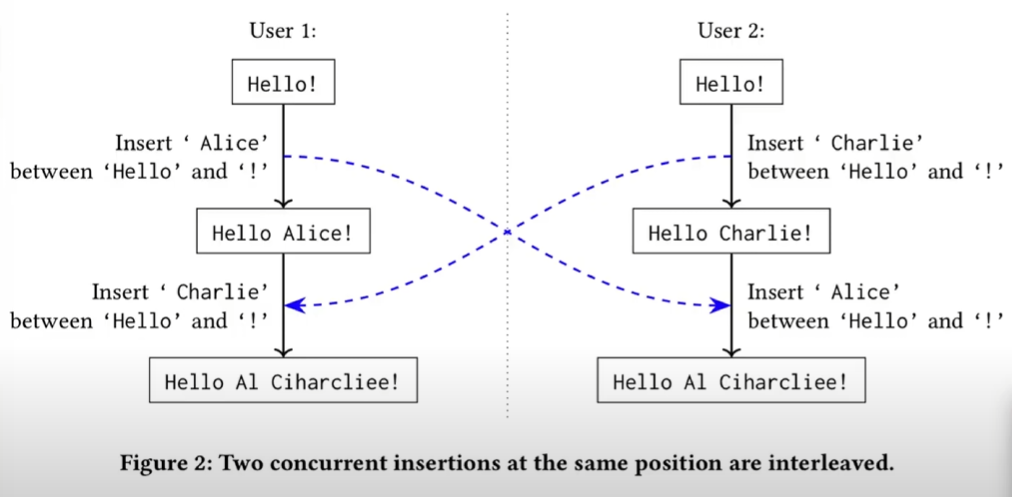 User 1:
User 2:
Hello!
Hello!
Insert ‘ Alice’
between ‘Hello’ and ‘!’
Insert ‘ Charlie’
between ‘Hello’ and ‘!’
Hello Alice!
Hello Charlie!
Insert ‘ Charlie’
between ‘Hello’ and ‘!’
Insert ‘ Alice’
between ‘Hello’ and ‘!’
Hello Al Ciharcliee!
Hello Al Ciharcliee!
Figure 2: Two concurrent insertions at the same position are interleaved.